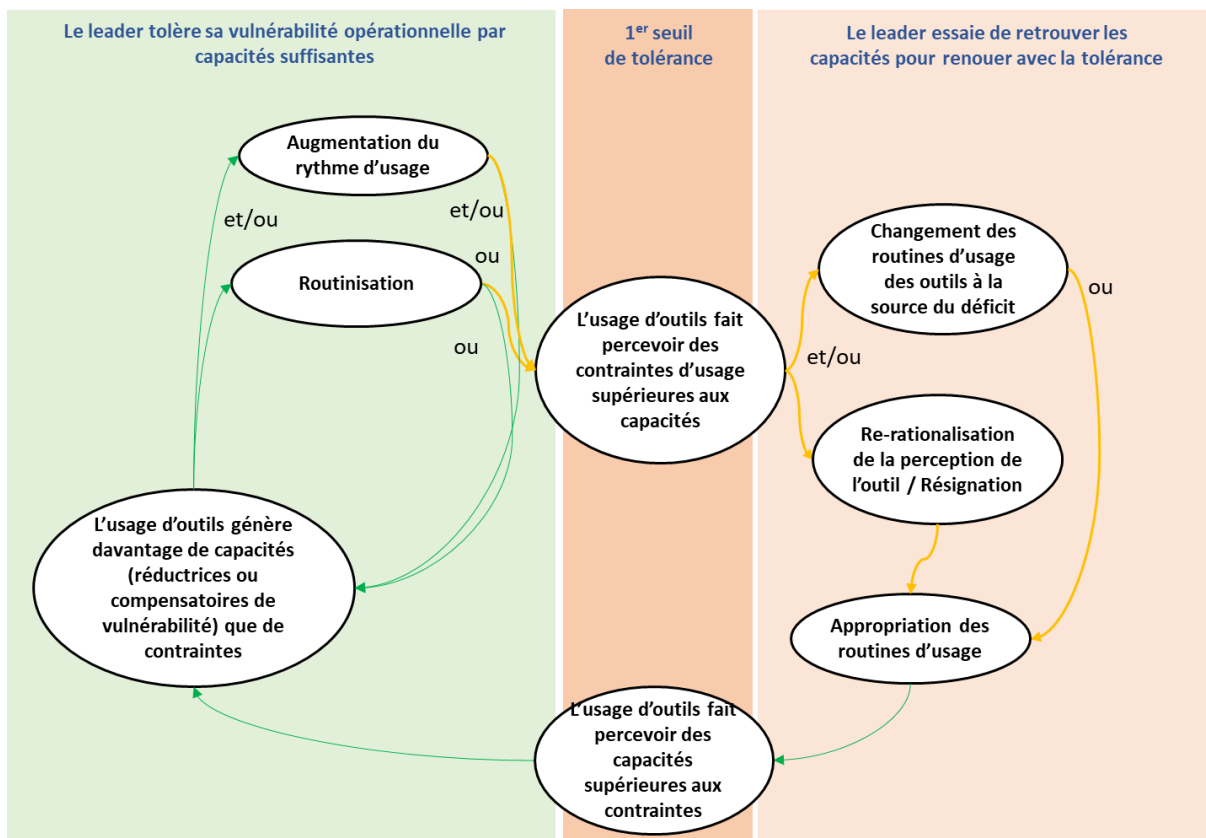 Le leader tolère sa vulnérabilité opérationnelle par
capacités suffisantes
1er seuil
de tolérance
Le leader essaie de retrouver les
capacités pour renouer avec la tolérance
Augmentation du
rythme d’usage
et/ou
et/ou
Routinisation
ou
ou
L’usage d’outils génère
davantage de capacités
(réductrices ou
compensatoires de
vulnérabilité) que de
contraintes
L’usage d’outils fait
percevoir des
contraintes d’usage
supérieures aux
capacités
et/ou
Changement des
routines d’usage
des outils à la
source du déficit
ou
Re-rationalisation
de la perception de
l’outil / Résignation
Appropriation des
routines d’usage
L’usage d’outils fait
percevoir des
capacités
supérieures aux
contraintes